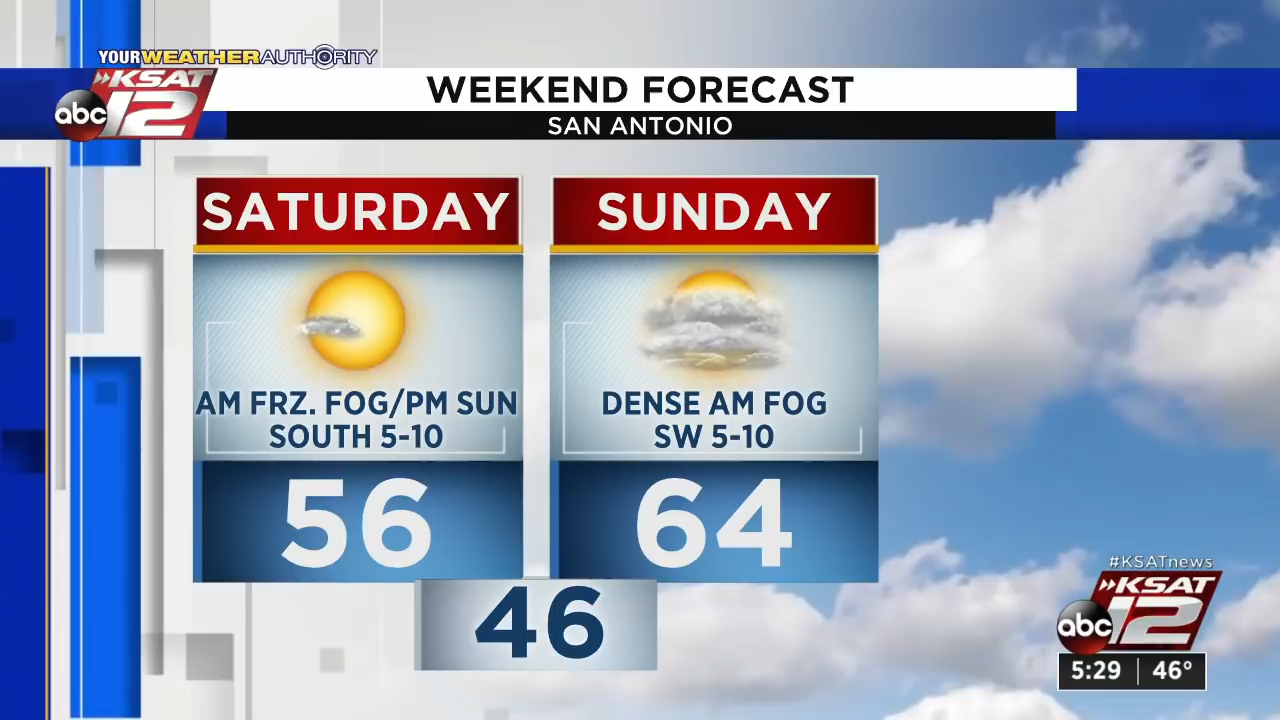 YOURWEATHERAUTHORITY
KSAT
abc 12
WEEKEND FORECAST
SAN ANTONIO
SATURDAY
AM FRZ. FOG/PM SUN
SOUTH 5-10
56
SUNDAY
DENSE AM FOG
SW 5-10
64
46
#KSATnews
KSAT
abc 12
5:29 46°